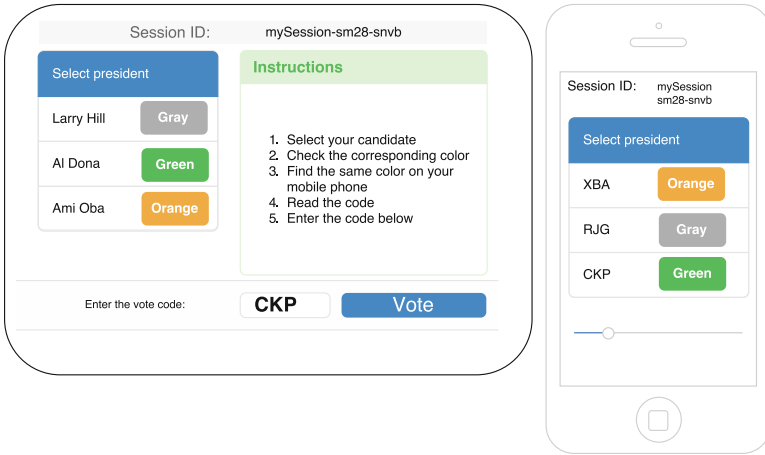 Session ID: mySession-sm28-snvb
Select president
Larry Hill Gray
Al Dona Green
Ami Oba Orange
Instructions
1. Select your candidate
2. Check the corresponding color
3. Find the same color on your
mobile phone
4. Read the code
5. Enter the code below
Enter the vote code: CKP Vote
Session ID: mySession
sm28-snvb
Select president
XBA Orange
RJG Gray
CKP Green